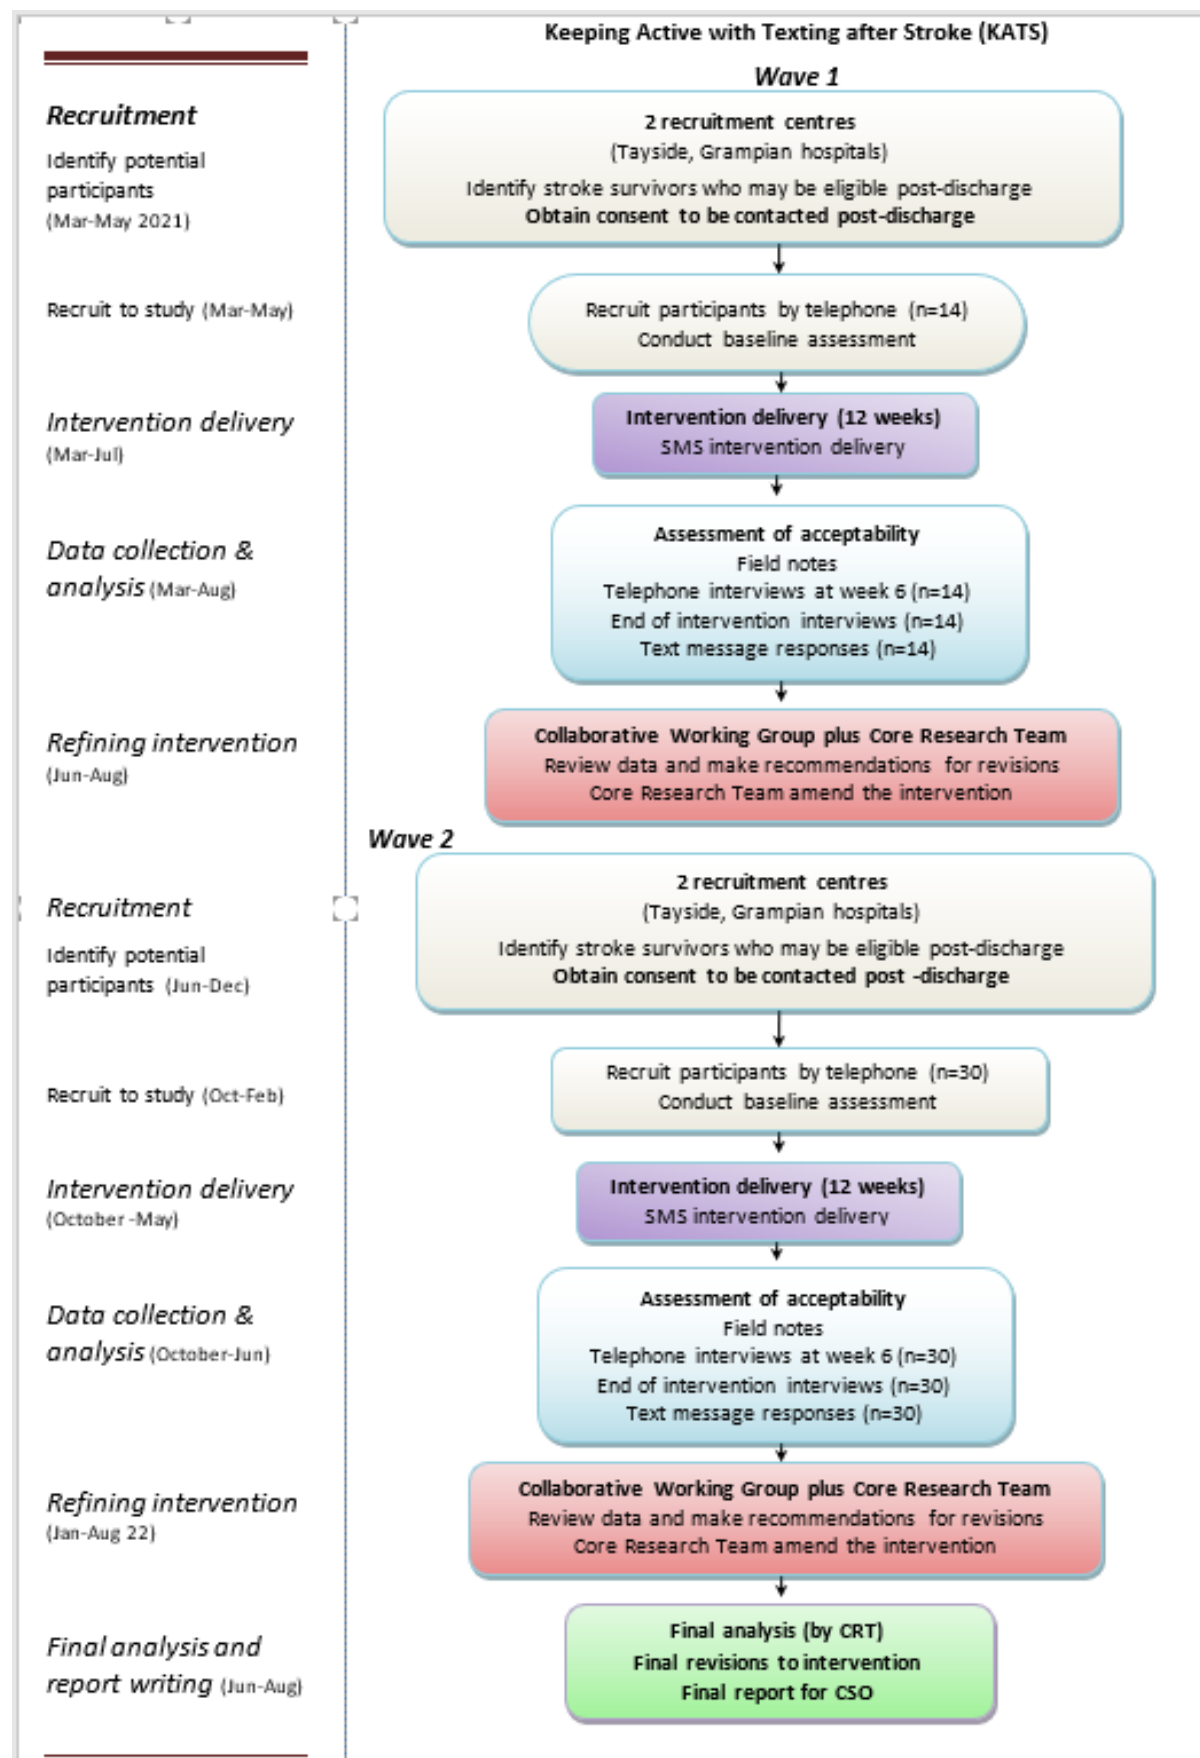 Keeping Active with Texting after Stroke (KATS)
Wave 1
Recruitment
Identify potential
participants
(Mar-May 2021)
2 recruitment centres
(Tayside, Grampian hospitals)
Identify stroke survivors who may be eligible post-discharge
Obtain consent to be contacted post-discharge
Recruit to study (Mar-May)
Recruit participants by telephone (n=14)
Conduct baseline assessment
Intervention delivery
(Mar-Jul)
Intervention delivery (12 weeks)
SMS intervention delivery
Data collection &
analysis (Mar-Aug)
Assessment of acceptability
Field notes
Telephone interviews at week 6 (n=14)
End of intervention interviews (n=14)
Text message responses (n=14)
Refining intervention
(Jun-Aug)
Collaborative Working Group plus Core Research Team
Review data and make recommendations for revisions
Core Research Team amend the intervention
Wave 2
Recruitment
Identify potential
participants (Jun-Dec)
2 recruitment centres
(Tayside, Grampian hospitals)
Identify stroke survivors who may be eligible post-discharge
Obtain consent to be contacted post -discharge
Recruit to study (Oct-Feb)
Recruit participants by telephone (n=30)
Conduct baseline assessment
Intervention delivery
(October -May)
Intervention delivery (12 weeks)
SMS intervention delivery
Data collection &
analysis (October-Jun)
Assessment of acceptability
Field notes
Telephone interviews at week 6 (n=30)
End of intervention interviews (n=30)
Text message responses (n=30)
Refining intervention
(Jan-Aug 22)
Collaborative Working Group plus Core Research Team
Review data and make recommendations for revisions
Core Research Team amend the intervention
Final analysis and
report writing (Jun-Aug)
Final analysis (by CRT)
Final revisions to intervention
Final report for CSO